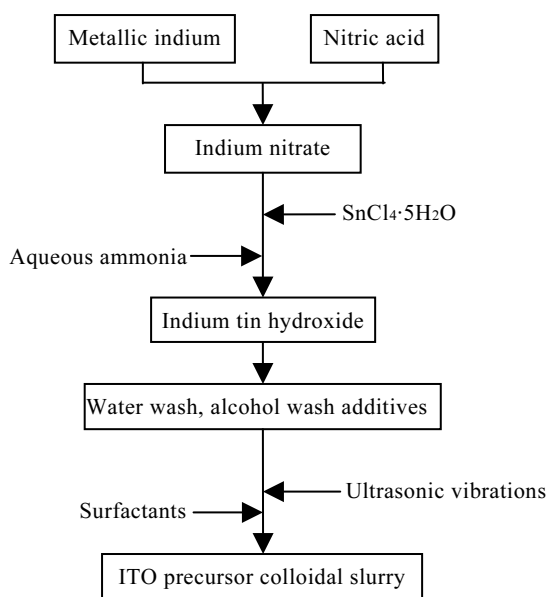 Metallic indium
Nitric acid
Indium nitrate
SnCl₄·5H₂O
Aqueous ammonia
Indium tin hydroxide
Water wash, alcohol wash additives
Ultrasonic vibrations
Surfactants
ITO precursor colloidal slurry